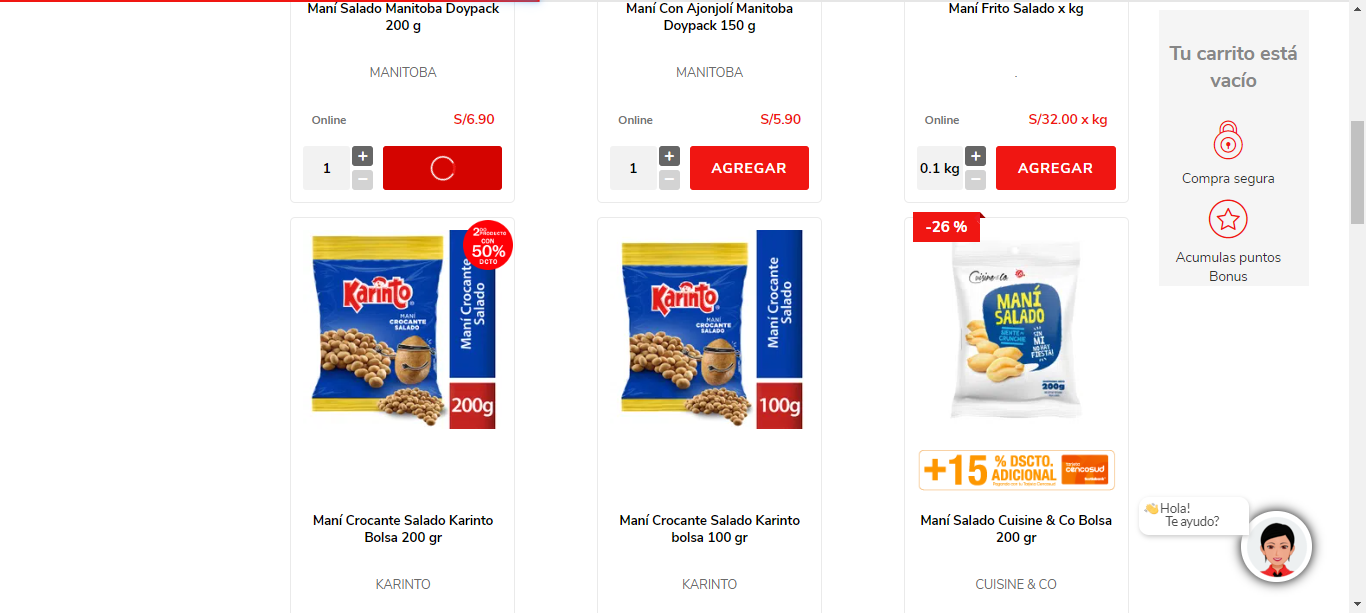 Maní Salado Manitoba Doypack
200 g
MANITOBA
Online
S/6.90
1
+
−
Maní Con Ajonjolí Manitoba
Doypack 150 g
MANITOBA
Online
S/5.90
1
+
−
AGREGAR
Maní Frito Salado x kg
.
Online
S/32.00 x kg
0.1 kg
+
−
AGREGAR
Tu carrito está
vacío
Compra segura
Acumulas puntos
Bonus
2DO PRODUCTO
CON
50%
DCTO
Karinto
MANÍ
CROCANTE
SALADO
Maní Crocante
Salado
200g
Maní Crocante Salado Karinto
Bolsa 200 gr
KARINTO
Karinto
MANÍ
CROCANTE
SALADO
Maní Crocante
Salado
100g
Maní Crocante Salado Karinto
bolsa 100 gr
KARINTO
-26 %
Cuisine & Co
MANÍ
SALADO
¡¡¡SIN
MÍ
NO HAY
FIESTA!
200g
+15 % DSCTO.
ADICIONAL
cencosud
Maní Salado Cuisine & Co Bolsa
200 gr
CUISINE & CO
Hola!
Te ayudo?